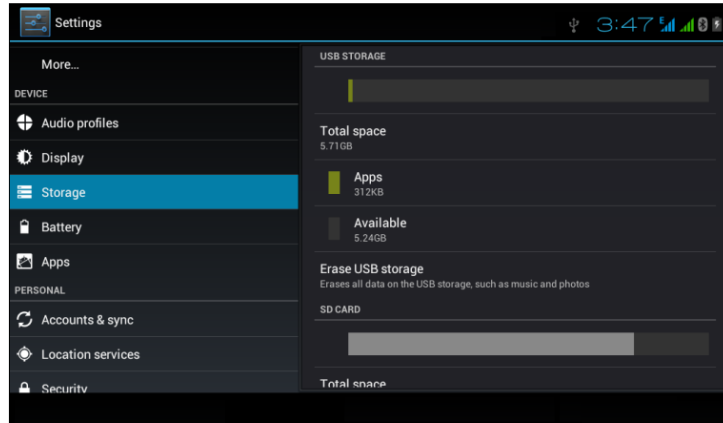 Settings
3:47
More...
DEVICE
Audio profiles
Display
Storage
Battery
Apps
PERSONAL
Accounts & sync
Location services
Security
USB STORAGE
Total space
5.71GB
Apps
312KB
Available
5.24GB
Erase USB storage
Erases all data on the USB storage, such as music and photos
SD CARD
Total space